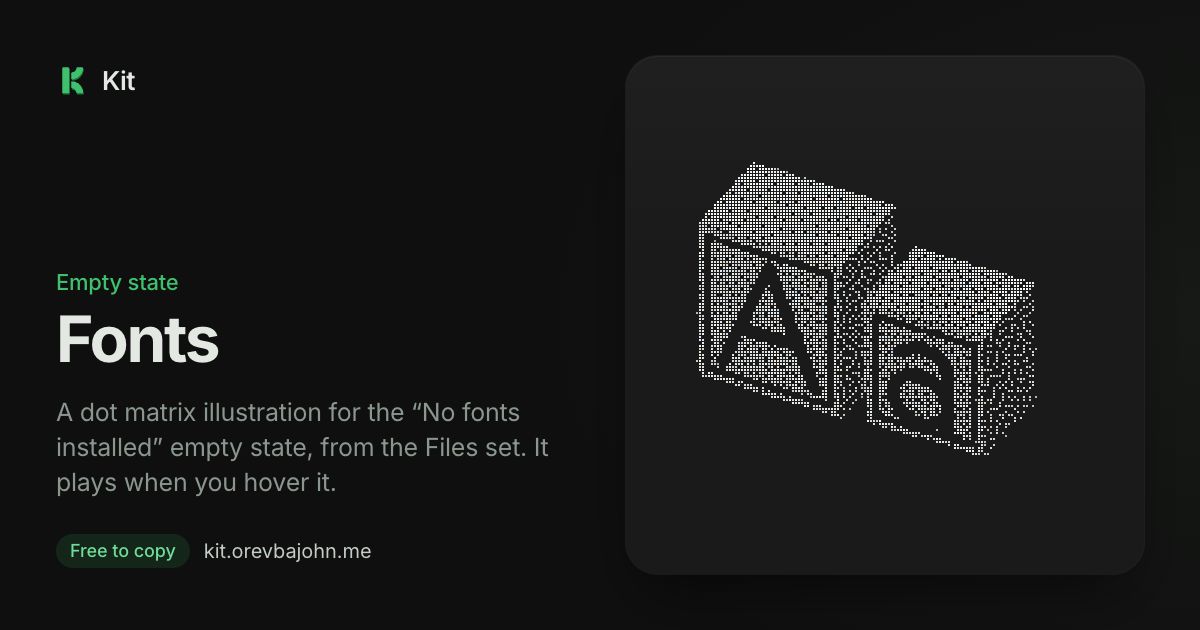 Kit
Empty state
Fonts
A dot matrix illustration for the “No fonts
installed” empty state, from the Files set. It
plays when you hover it.
Free to copy
kit.orevbajohn.me
A
a